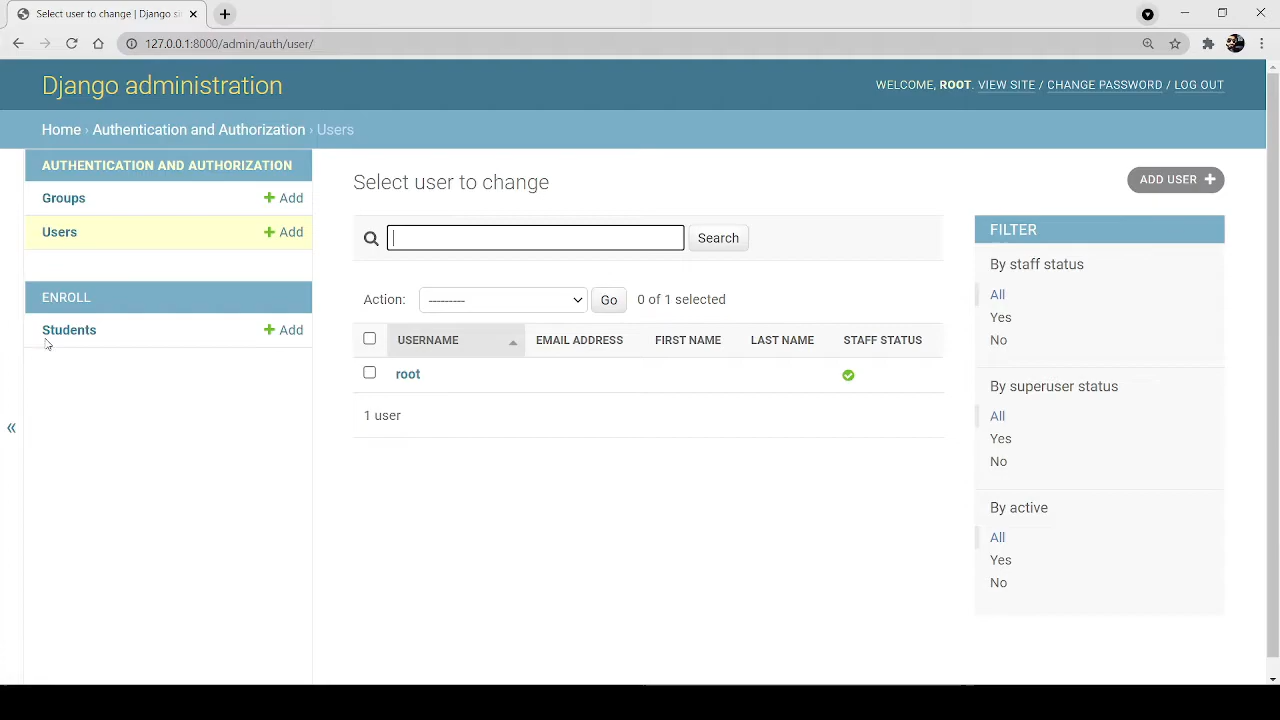 Select user to change | Django si
127.0.0.1:8000/admin/auth/user/
Django administration
WELCOME, ROOT. VIEW SITE / CHANGE PASSWORD / LOG OUT
Home › Authentication and Authorization › Users
AUTHENTICATION AND AUTHORIZATION
Groups + Add
Users + Add
ENROLL
Students + Add
«
Select user to change
ADD USER +
Search
Action: --------- Go 0 of 1 selected
USERNAME EMAIL ADDRESS FIRST NAME LAST NAME STAFF STATUS
root
1 user
FILTER
By staff status
All
Yes
No
By superuser status
All
Yes
No
By active
All
Yes
No